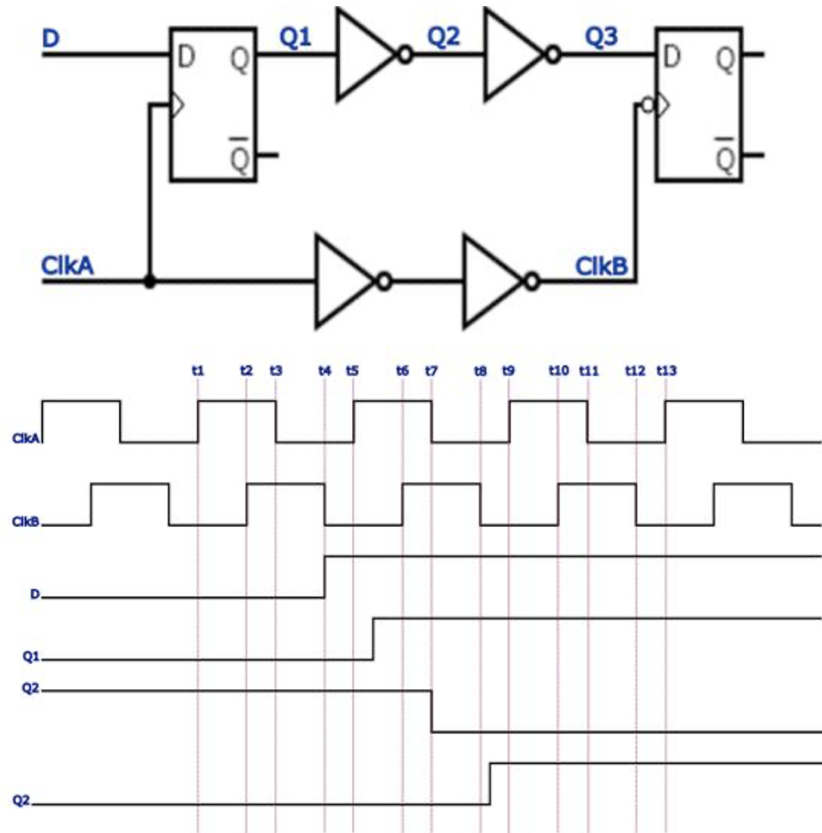 D Q1 Q2 Q3
D Q D Q
Q̅ Q̅
ClkA ClkB
t1 t2 t3 t4 t5 t6 t7 t8 t9 t10 t11 t12 t13
ClkA
ClkB
D
Q1
Q2
Q2